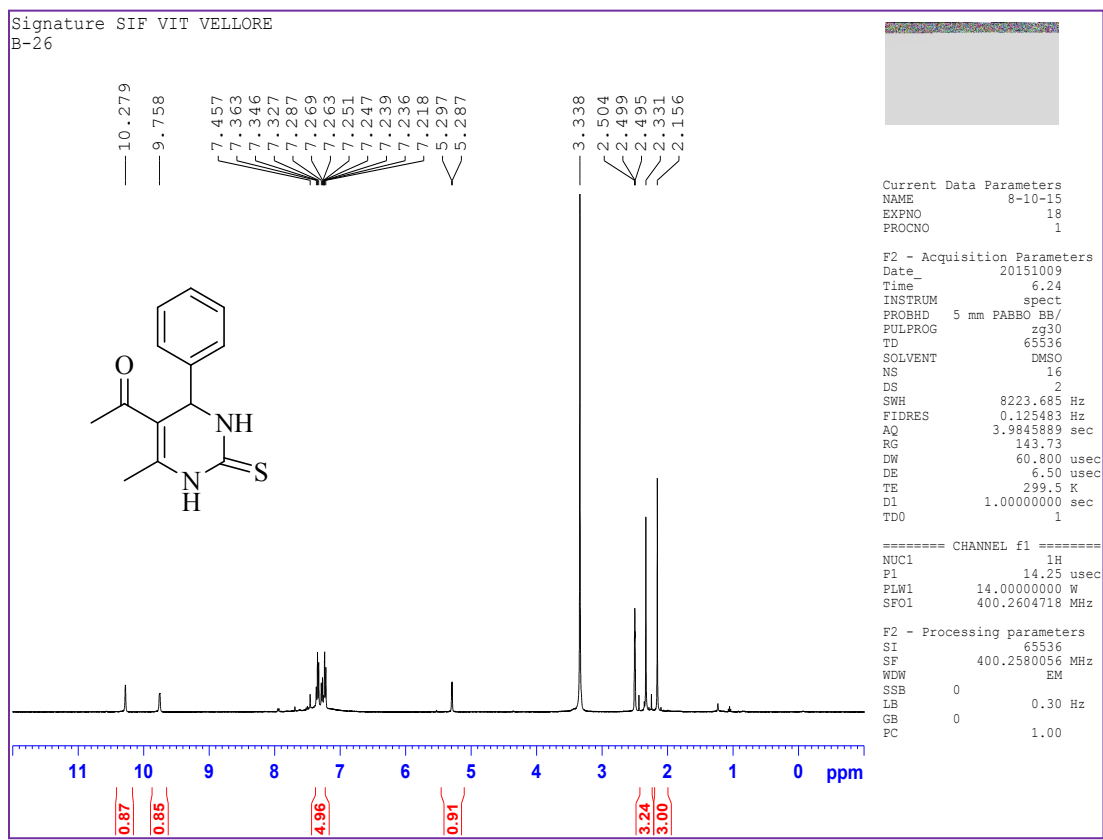 Signature SIF VIT VELLORE
B-26
10.279
9.758
7.457
7.363
7.346
7.327
7.287
7.269
7.263
7.251
7.247
7.239
7.236
7.218
5.297
5.287
3.338
2.504
2.499
2.495
2.331
2.156
O
NH
N
H
S
11 10 9 8 7 6 5 4 3 2 1 0 ppm
0.87
0.85
4.96
0.91
3.24
3.00
Current Data Parameters
NAME 8-10-15
EXPNO 18
PROCNO 1
F2 - Acquisition Parameters
Date_ 20151009
Time 6.24
INSTRUM spect
PROBHD 5 mm PABBO BB/
PULPROG zg30
TD 65536
SOLVENT DMSO
NS 16
DS 2
SWH 8223.685 Hz
FIDRES 0.125483 Hz
AQ 3.9845889 sec
RG 143.73
DW 60.800 usec
DE 6.50 usec
TE 299.5 K
D1 1.00000000 sec
TD0 1
======== CHANNEL f1 ========
NUC1 1H
P1 14.25 usec
PLW1 14.00000000 W
SFO1 400.2604718 MHz
F2 - Processing parameters
SI 65536
SF 400.2580056 MHz
WDW EM
SSB 0
LB 0.30 Hz
GB 0
PC 1.00